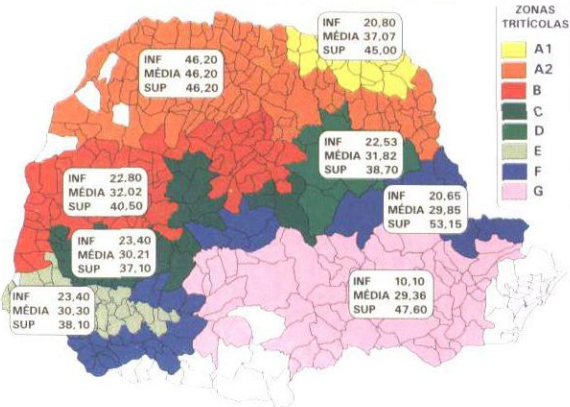 INF 20,80
MÉDIA 37,07
SUP 45,00
ZONAS
TRITÍCOLAS
A1
A2
B
C
D
E
F
G
INF 46,20
MÉDIA 46,20
SUP 46,20
INF 22,53
MÉDIA 31,82
SUP 38,70
INF 22,80
MÉDIA 32,02
SUP 40,50
INF 20,65
MÉDIA 29,85
SUP 53,15
INF 23,40
MÉDIA 30,21
SUP 37,10
INF 10,10
MÉDIA 29,36
SUP 47,60
INF 23,40
MÉDIA 30,30
SUP 38,10